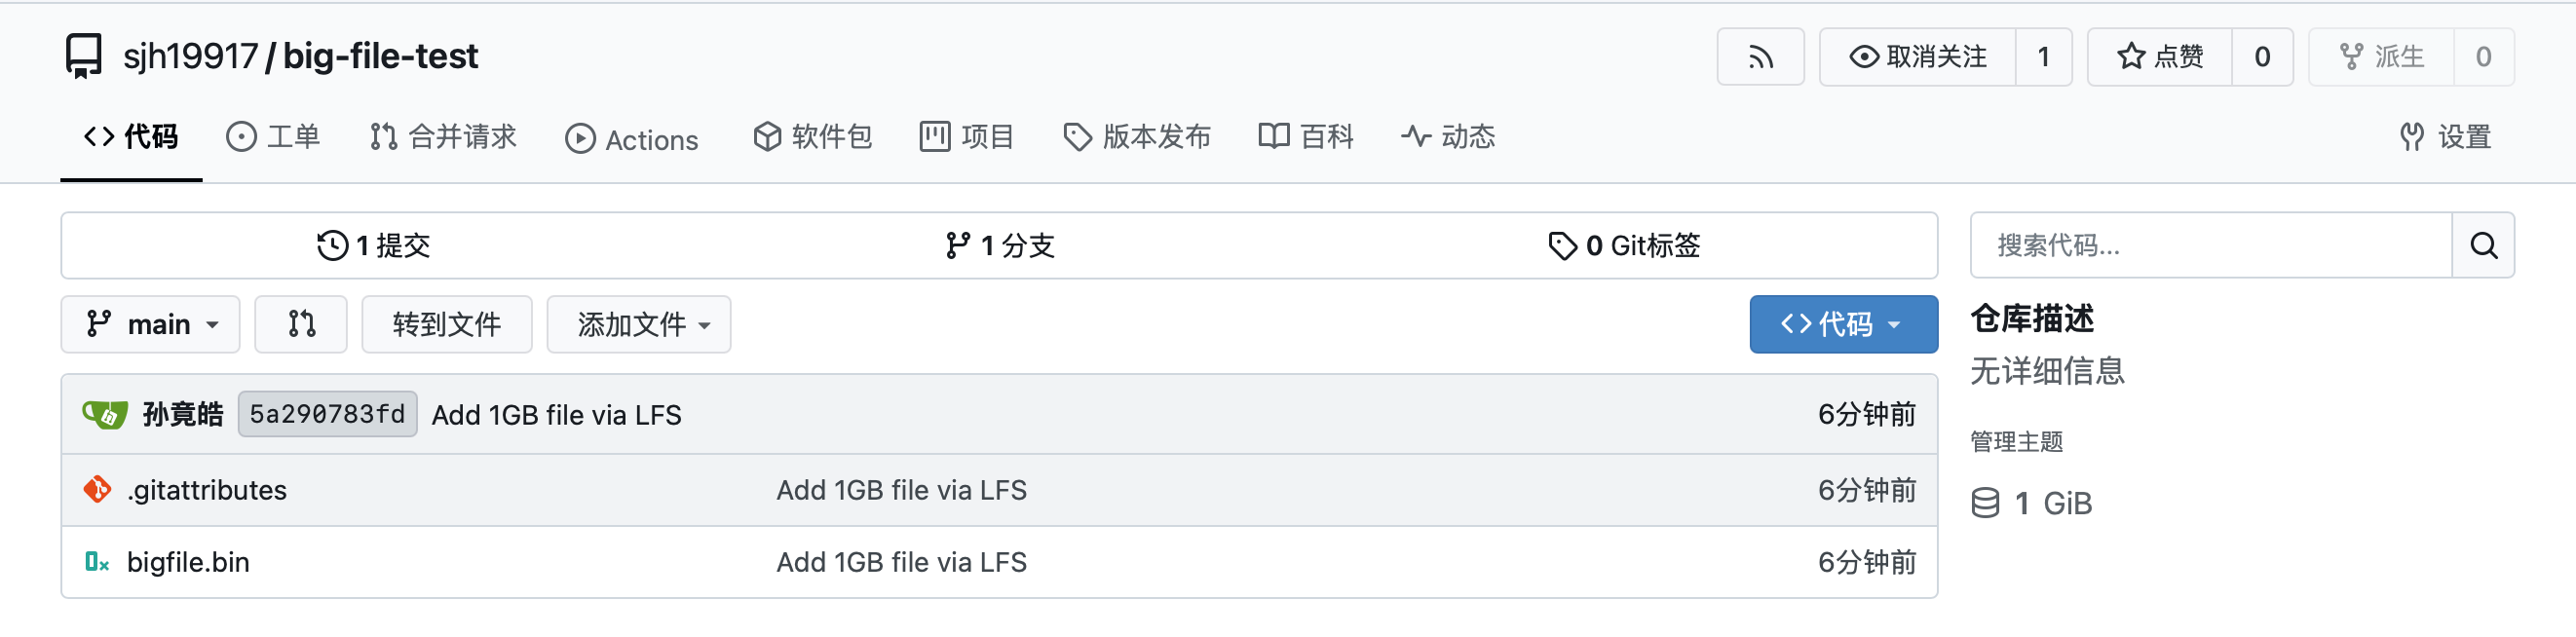 sjh19917 / big-file-test
取消关注 1 点赞 0 派生 0
代码 工单 合并请求 Actions 软件包 项目 版本发布 百科 动态 设置
1 提交 1 分支 0 Git标签 搜索代码...
main 转到文件 添加文件 代码
仓库描述
无详细信息
孙竟皓 5a290783fd Add 1GB file via LFS 6分钟前
管理主题
.gitattributes Add 1GB file via LFS 6分钟前
1 GiB
bigfile.bin Add 1GB file via LFS 6分钟前